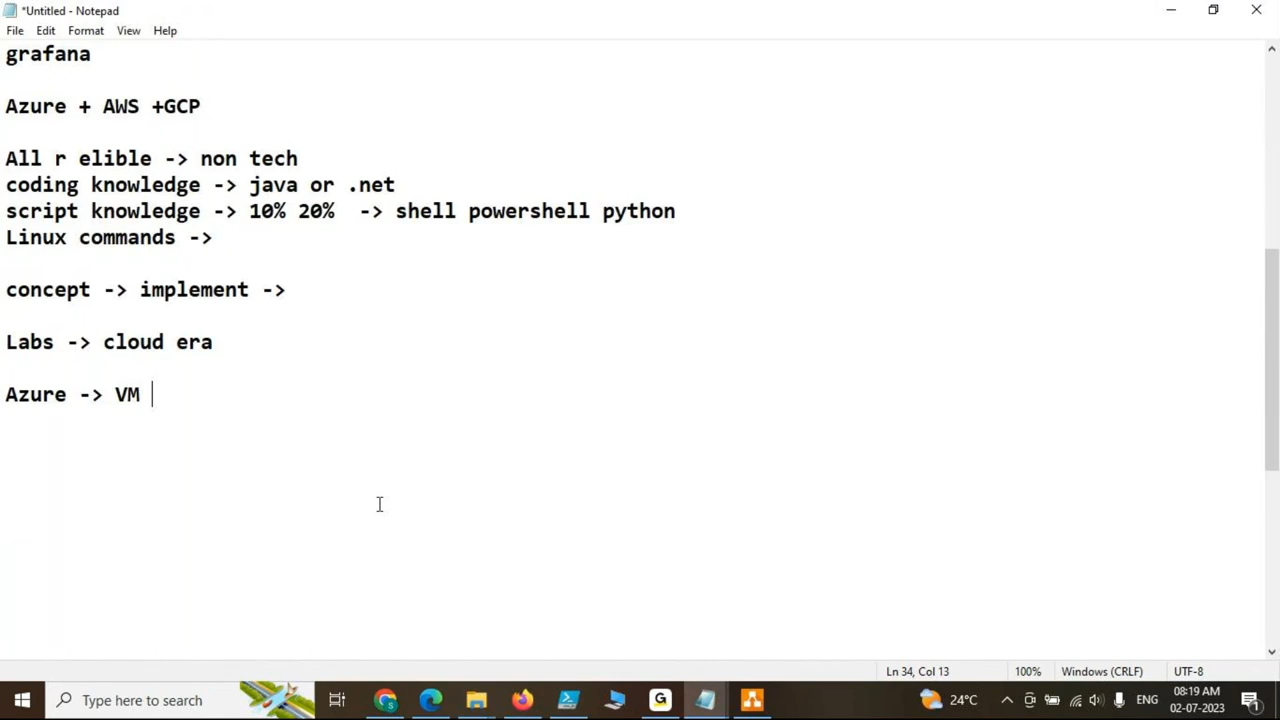 *Untitled - Notepad
File Edit Format View Help
grafana
Azure + AWS +GCP
All r elible -> non tech
coding knowledge -> java or .net
script knowledge -> 10% 20%  -> shell powershell python
Linux commands ->
concept -> implement ->
Labs -> cloud era
Azure -> VM
Ln 34, Col 13 100% Windows (CRLF) UTF-8
Type here to search S G 24°C ENG 08:19 AM 02-07-2023 1